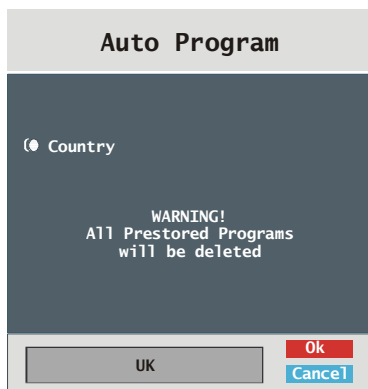 Auto Program
Country
WARNING!
All Prestored Programs
will be deleted
UK
Ok
Cancel